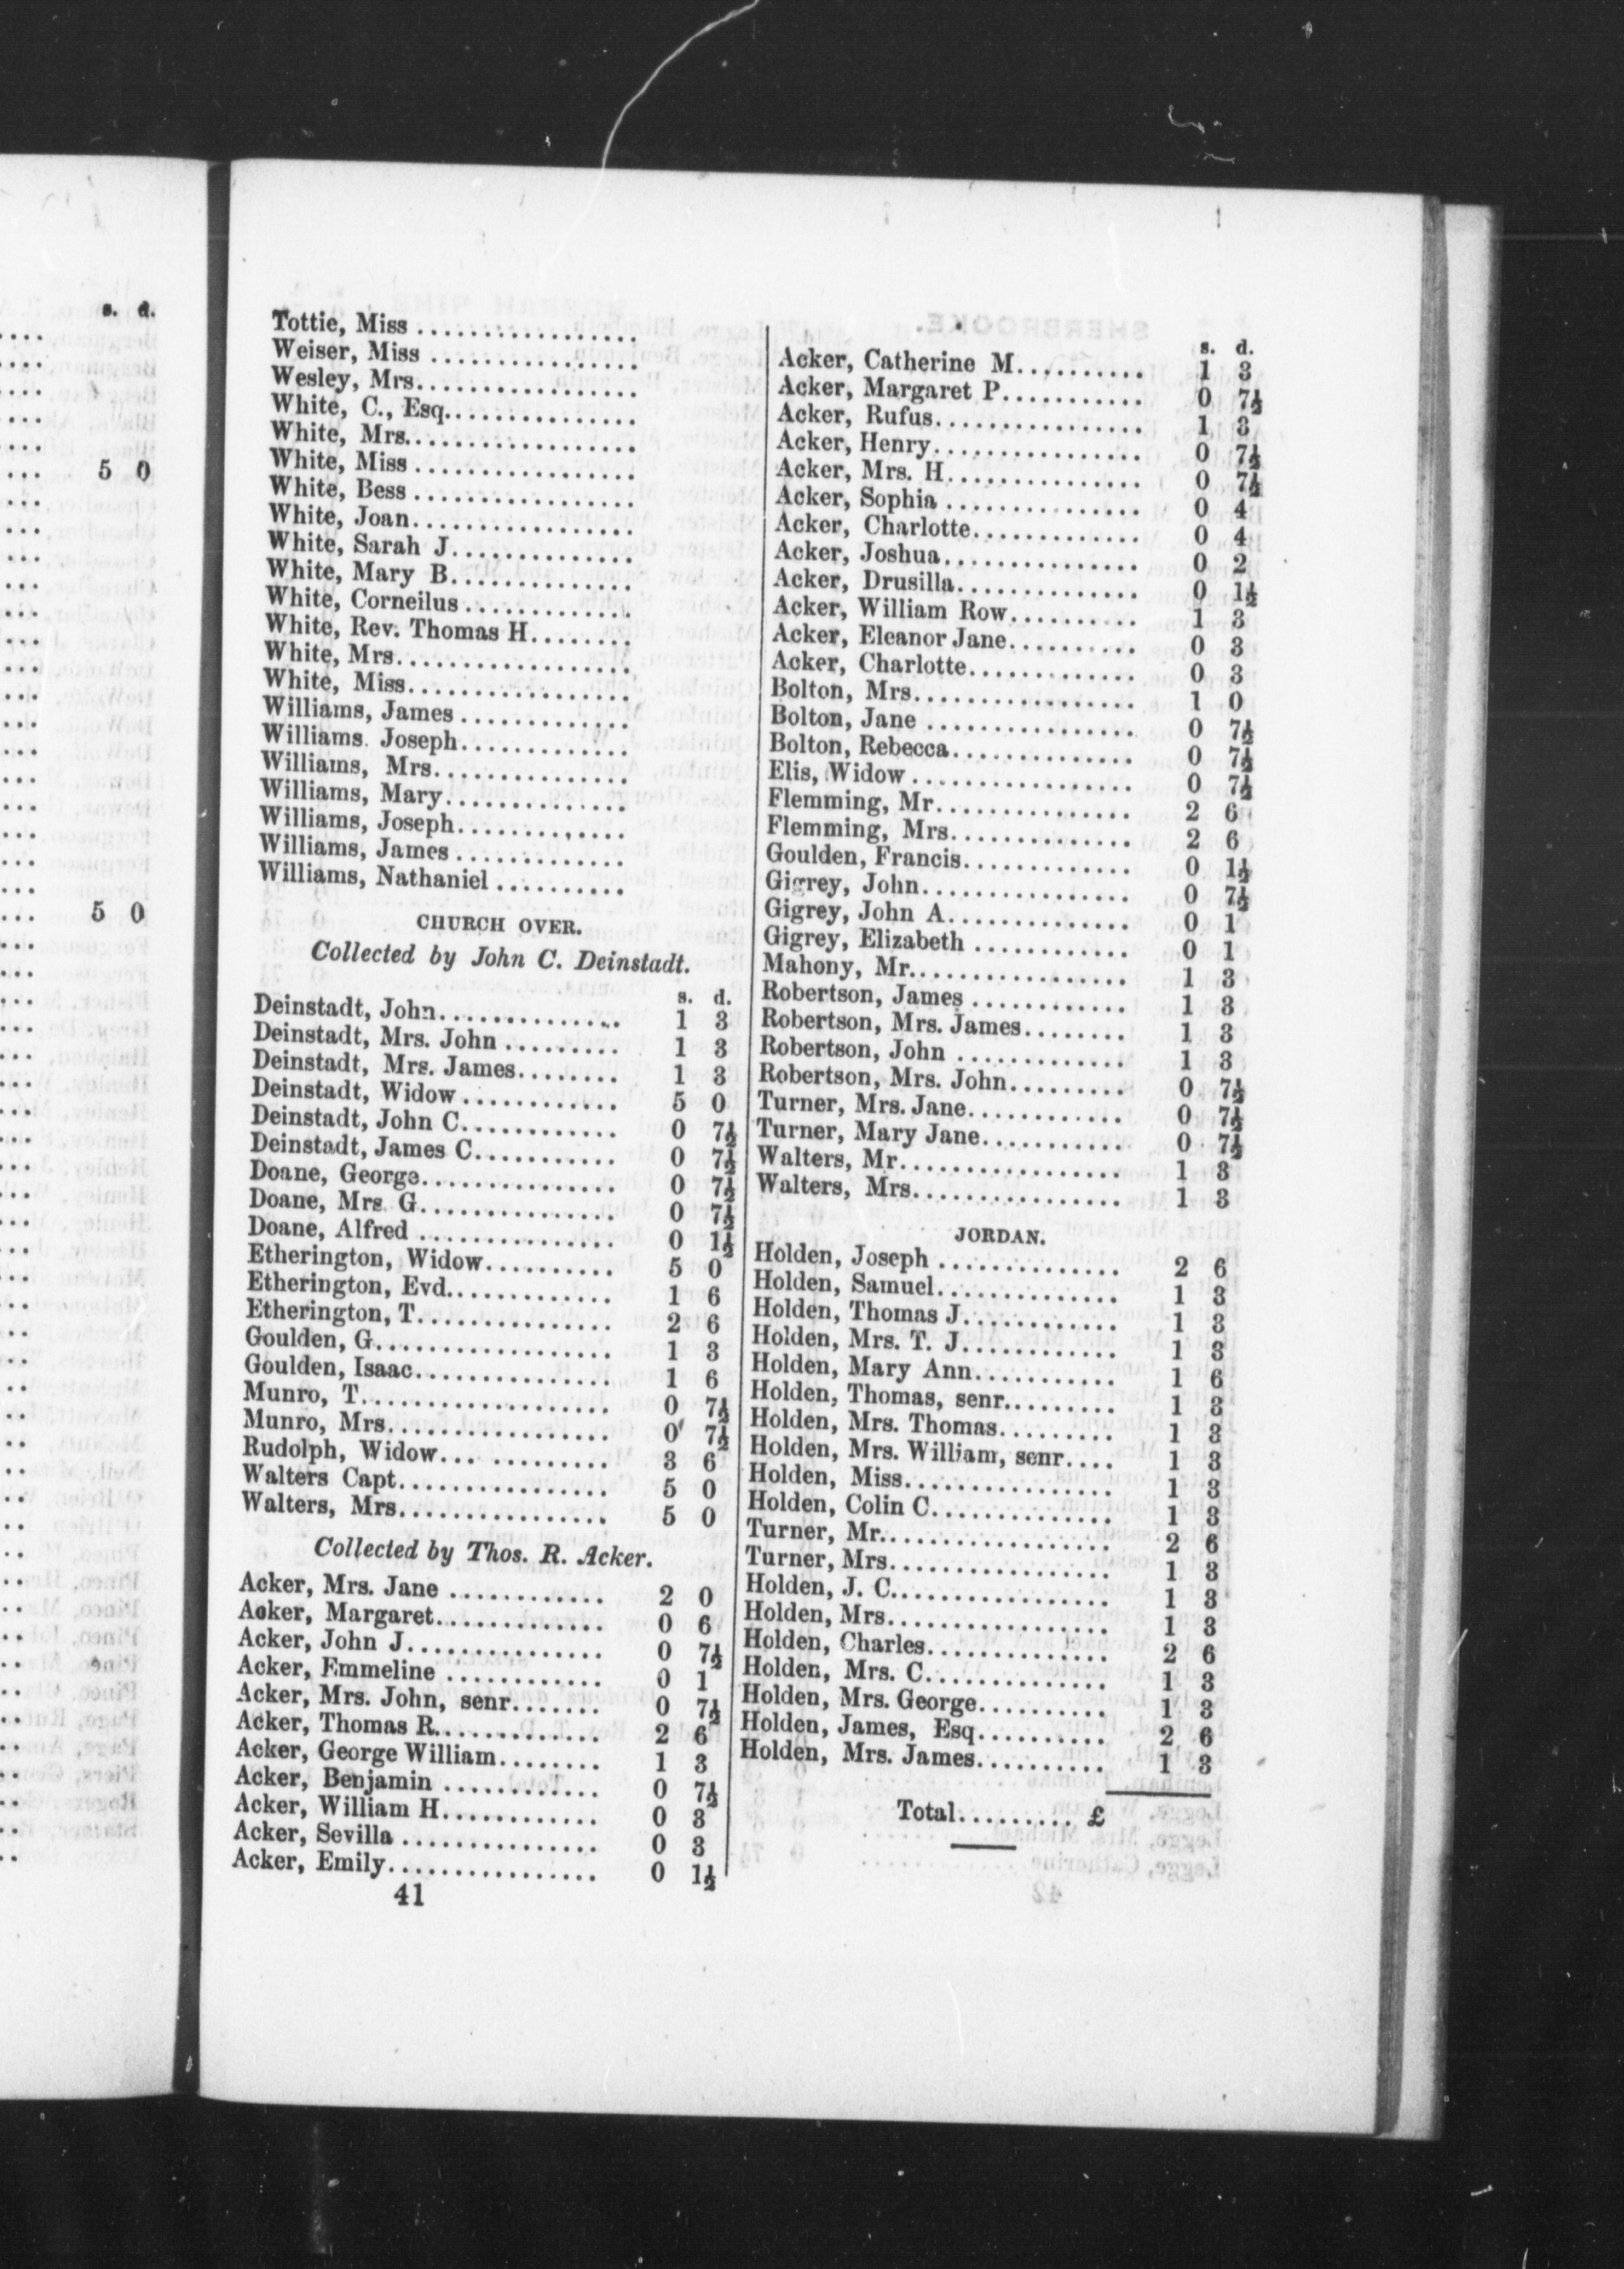 s. d.
5 0
5 0
Tottie, Miss ..................
Weiser, Miss ..................
Wesley, Mrs..................
White, C., Esq................
White, Mrs....................
White, Miss ..................
White, Bess ..................
White, Joan...................
White, Sarah J................
White, Mary B.................
White, Corneilus ..............
White, Rev. Thomas H........
White, Mrs....................
White, Miss...................
Williams, James ..............
Williams. Joseph..............
Williams, Mrs.................
Williams, Mary................
Williams, Joseph..............
Williams, James ..............
Williams, Nathaniel ..........
CHURCH OVER.
Collected by John C. Deinstadt.
s. d.
Deinstadt, John............... 1 3
Deinstadt, Mrs. John ......... 1 3
Deinstadt, Mrs. James........ 1 3
Deinstadt, Widow ............ 5 0
Deinstadt, John C............ 0 7½
Deinstadt, James C........... 0 7½
Doane, George................ 0 7½
Doane, Mrs. G................ 0 7½
Doane, Alfred ................ 0 1½
Etherington, Widow.......... 5 0
Etherington, Evd............. 1 6
Etherington, T................ 2 6
Goulden, G................... 1 3
Goulden, Isaac................ 1 6
Munro, T..................... 0 7½
Munro, Mrs................... 0 7½
Rudolph, Widow... ......... 3 6
Walters Capt................. 5 0
Walters, Mrs................. 5 0
Collected by Thos. R. Acker.
Acker, Mrs. Jane ............ 2 0
Acker, Margaret............. 0 6
Acker, John J................ 0 7½
Acker, Emmeline ............ 0 1
Acker, Mrs. John, senr....... 0 7½
Acker, Thomas R............ 2 6
Acker, George William........ 1 3
Acker, Benjamin ............ 0 7½
Acker, William H............ 0 3
Acker, Sevilla ............... 0 3
Acker, Emily................ 0 1½
41
s. d.
Acker, Catherine M.......... 1 3
Acker, Margaret P........... 0 7½
Acker, Rufus................ 1 3
Acker, Henry................ 0 7½
Acker, Mrs. H............... 0 7½
Acker, Sophia ............... 0 4
Acker, Charlotte............. 0 4
Acker, Joshua............... 0 2
Acker, Drusilla.............. 0 1½
Acker, William Row.......... 1 3
Acker, Eleanor Jane.......... 0 3
Acker, Charlotte............. 0 3
Bolton, Mrs................. 1 0
Bolton, Jane ................ 0 7½
Bolton, Rebecca.............. 0 7½
Elis, Widow ................. 0 7½
Flemming, Mr............... 2 6
Flemming, Mrs.............. 2 6
Goulden, Francis............. 0 1½
Gigrey, John................ 0 7½
Gigrey, John A.............. 0 1
Gigrey, Elizabeth ............ 0 1
Mahony, Mr................. 1 3
Robertson, James ............ 1 3
Robertson, Mrs. James........ 1 3
Robertson, John ............. 1 3
Robertson, Mrs. John......... 0 7½
Turner, Mrs. Jane............ 0 7½
Turner, Mary Jane........... 0 7½
Walters, Mr................. 1 3
Walters, Mrs................ 1 3
JORDAN.
Holden, Joseph .............. 2 6
Holden, Samuel.............. 1 3
Holden, Thomas J............ 1 3
Holden, Mrs. T. J............ 1 3
Holden, Mary Ann........... 1 6
Holden, Thomas, senr........ 1 3
Holden, Mrs. Thomas......... 1 3
Holden, Mrs. William, senr.... 1 3
Holden, Miss................ 1 3
Holden, Colin C.............. 1 3
Turner, Mr.................. 2 6
Turner, Mrs................. 1 3
Holden, J. C................. 1 3
Holden, Mrs................. 1 3
Holden, Charles.............. 2 6
Holden, Mrs. C.............. 1 3
Holden, Mrs. George.......... 1 3
Holden, James, Esq.......... 2 6
Holden, Mrs. James.......... 1 3
Total......... £